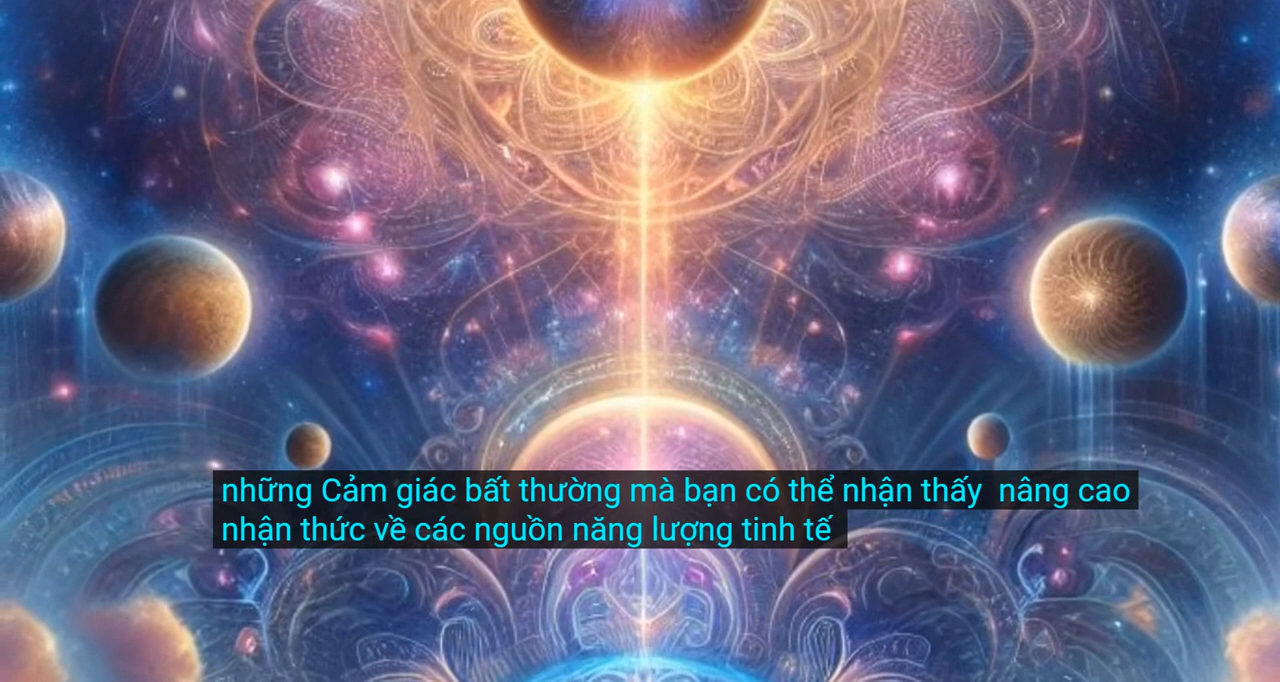 những Cảm giác bất thường mà bạn có thể nhận thấy  nâng cao
nhận thức về các nguồn năng lượng tinh tế